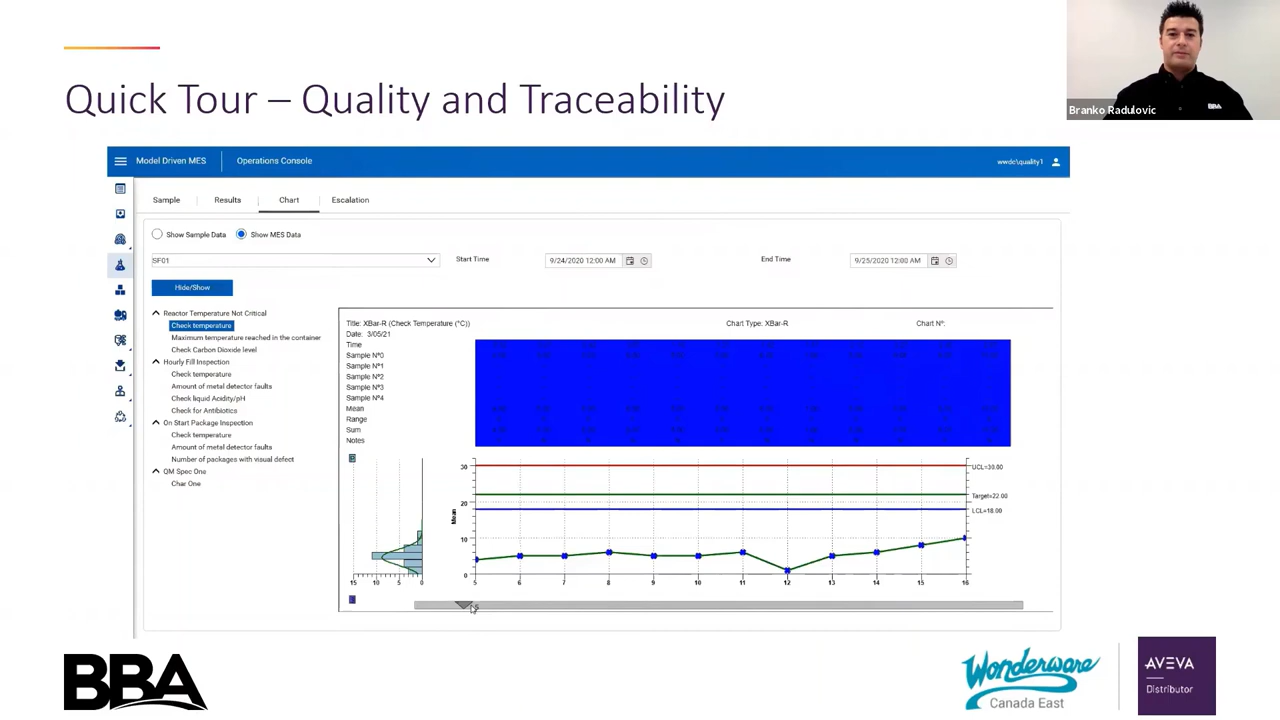 Branko Radulovic
Quick Tour – Quality and Traceability
Model Driven MES
Operations Console
wwdc\quality1
Sample
Results
Chart
Escalation
Show Sample Data
Show MES Data
SF01
Start Time
9/24/2020 12:00 AM
End Time
9/25/2020 12:00 AM
Hide/Show
Reactor Temperature Not Critical
Check temperature
Maximum temperature reached in the container
Check Carbon Dioxide level
Hourly Fill Inspection
Check temperature
Amount of metal detector faults
Check liquid Acidity/pH
Check for Antibiotics
On Start Package Inspection
Check temperature
Amount of metal detector faults
Number of packages with visual defect
QM Spec One
Char One
Title: XBar-R (Check Temperature (°C))
Chart Type: XBar-R
Chart Nº:
Date: 3/05/21
Time
Sample Nº0
Sample Nº1
Sample Nº2
Sample Nº3
Sample Nº4
Mean
Range
Sum
Notes
30
20
10
0
Mean
UCL=30.00
Target=22.00
LCL=18.00
15 10 5 0
5 6 7 8 9 10 11 12 13 14 15 16
BBA
BBA
Wonderware
Canada East
AVEVA
Distributor